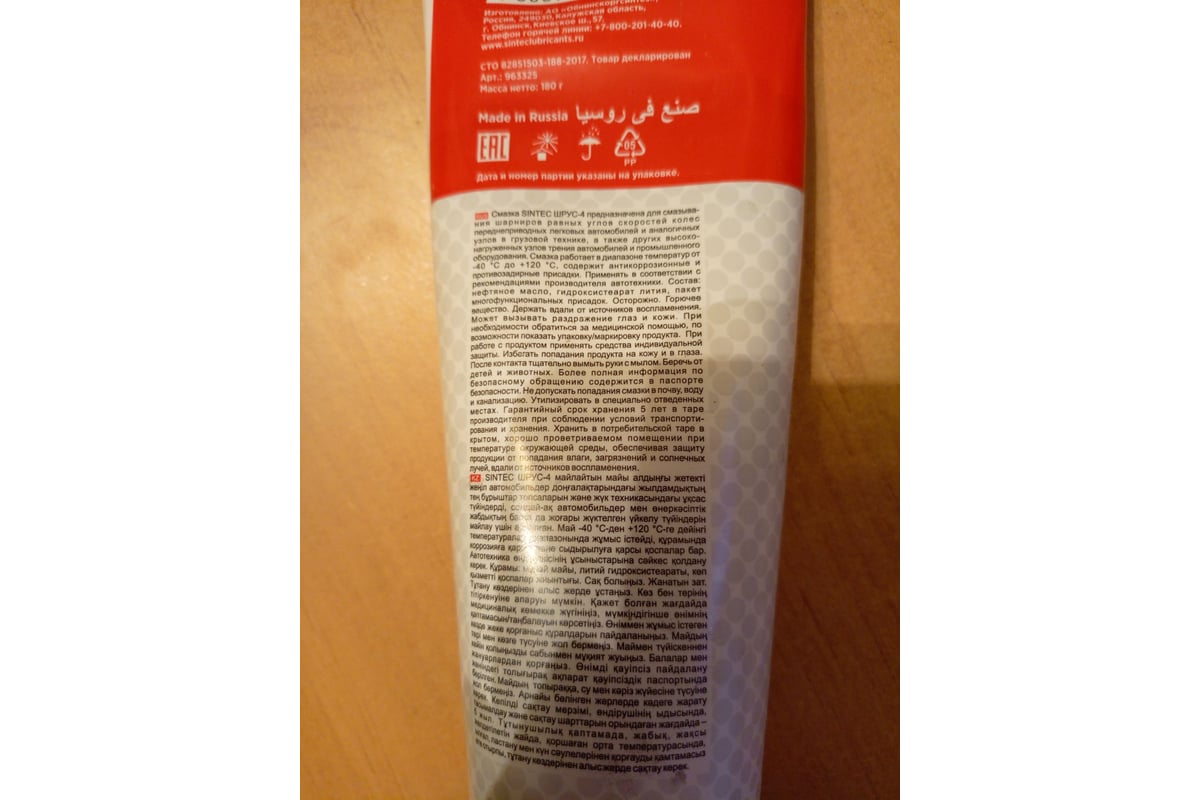 Изготовлено: АО «Обнинскоргсинтез»,
Россия, 249030, Калужская область,
г. Обнинск, Киевское ш., 57,
Телефон горячей линии: +7-800-201-40-40.
www.sinteclubricants.ru
СТО 82851503-188-2017. Товар декларирован
Арт.: 963325
Масса нетто: 180 г
Made in Russia صنع في روسيا
EAC
05
PP
Дата и номер партии указаны на упаковке.
RUS Смазка SINTEC ШРУС-4 предназначена для смазыва-
ния шарниров равных углов скоростей колес
переднеприводных легковых автомобилей и аналогичных
узлов в грузовой технике, а также других высоко-
нагруженных узлов трения автомобилей и промышленного
оборудования. Смазка работает в диапазоне температур от
-40 °С до +120 °С, содержит антикоррозионные и
противозадирные присадки. Применять в соответствии с
рекомендациями производителя автотехники. Состав:
нефтяное масло, гидроксистеарат лития, пакет
многофункциональных присадок. Осторожно. Горючее
вещество. Держать вдали от источников воспламенения.
Может вызывать раздражение глаз и кожи. При
необходимости обратиться за медицинской помощью, по
возможности показать упаковку/маркировку продукта. При
работе с продуктом применять средства индивидуальной
защиты. Избегать попадания продукта на кожу и в глаза.
После контакта тщательно вымыть руки с мылом. Беречь от
детей и животных. Более полная информация по
безопасному обращению содержится в паспорте
безопасности. Не допускать попадания смазки в почву, воду
и канализацию. Утилизировать в специально отведенных
местах. Гарантийный срок хранения 5 лет в таре
производителя при соблюдении условий транспорти-
рования и хранения. Хранить в потребительской таре в
крытом, хорошо проветриваемом помещении при
температуре окружающей среды, обеспечивая защиту
продукции от попадания влаги, загрязнений и солнечных
лучей, вдали от источников воспламенения.
KZ SINTEC ШРУС-4 майлайтын майы алдыңғы жетекті
жеңіл автомобильдер доңғалақтарындағы жылдамдықтың
тең бұрыштар топсаларын және жүк техникасындағы ұқсас
түйіндерді, сондай-ақ автомобильдер мен өнеркәсіптік
жабдықтың басқа да жоғары жүктелген үйкелу түйіндерін
майлау үшін арналған. Май -40 °С-ден +120 °С-ге дейінгі
температура диапазонында жұмыс істейді, құрамында
коррозияға қарсы және сыдырылуға қарсы қоспалар бар.
Автотехника өндірушісінің ұсыныстарына сәйкес қолдану
керек. Құрамы: мұнай майы, литий гидроксистеараты, көп
қызметті қоспалар жиынтығы. Сақ болыңыз. Жанатын зат.
Тұтану көздерінен алыс жерде ұстаңыз. Көз бен терінің
тітіркенуіне апаруы мүмкін. Қажет болған жағдайда
медициналық көмекке жүгініңіз, мүмкіндігінше өнімнің
қаптамасын/таңбалауын көрсетіңіз. Өніммен жұмыс істеген
кезде жеке қорғаныс құралдарын пайдаланыңыз. Майдың
тері мен көзге түсуіне жол бермеңіз. Маймен түйіскеннен
кейін қолыңызды сабынмен мұқият жуыңыз. Балалар мен
жануарлардан қорғаңыз. Өнімді қауіпсіз пайдалану
жөніндегі толығырақ ақпарат қауіпсіздік паспортында
берілген. Майдың топыраққа, су мен кәріз жүйесіне түсуіне
жол бермеңіз. Арнайы бөлінген жерлерде кәдеге жарату
керек. Кепілді сақтау мерзімі, өндірушінің ыдысында,
тасымалдау және сақтау шарттарын орындаған жағдайда –
5 жыл. Тұтынушылық қаптамада, жабық, жақсы
желдетілетін жайда, қоршаған орта температурасында,
ылғал, ластану мен күн сәулелерінен қорғауды қамтамасыз
ете отырып, тұтану көздерінен алыс жерде сақтау керек.